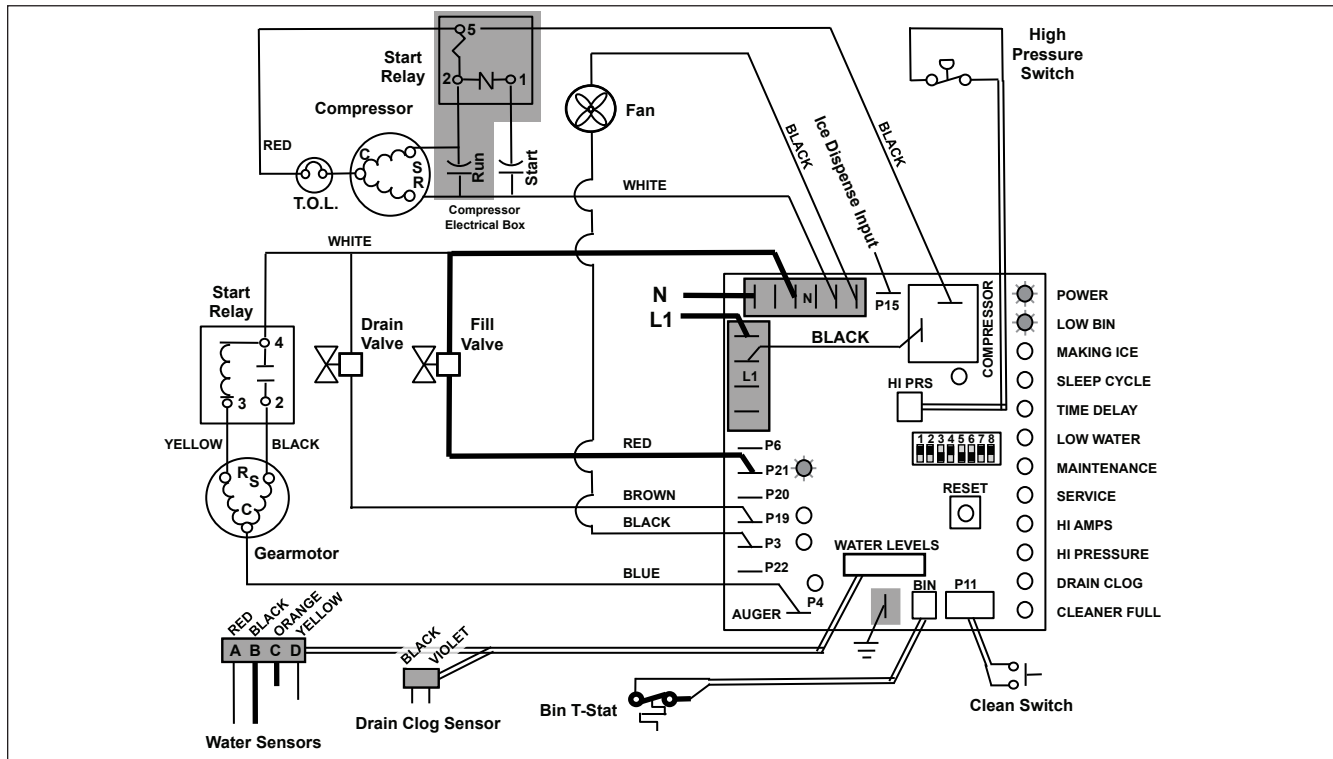 5
Start
Relay
2
N
1
Compressor
RED
C
S
R
T.O.L.
Run
Start
Compressor
Electrical Box
Fan
BLACK
Ice Dispense Input
BLACK
High
Pressure
Switch
WHITE
WHITE
N
L1
N
P15
COMPRESSOR
BLACK
L1
HI PRS
Start
Relay
4
3
2
YELLOW
BLACK
Drain
Valve
Fill
Valve
R
S
C
Gearmotor
RED
BROWN
BLACK
BLUE
P6
P21
P20
P19
P3
P22
P4
AUGER
1 2 3 4 5 6 7 8
RESET
WATER LEVELS
BIN
P11
POWER
LOW BIN
MAKING ICE
SLEEP CYCLE
TIME DELAY
LOW WATER
MAINTENANCE
SERVICE
HI AMPS
HI PRESSURE
DRAIN CLOG
CLEANER FULL
RED
BLACK
ORANGE
YELLOW
A B C D
Water Sensors
BLACK
VIOLET
Drain Clog Sensor
Bin T-Stat
Clean Switch